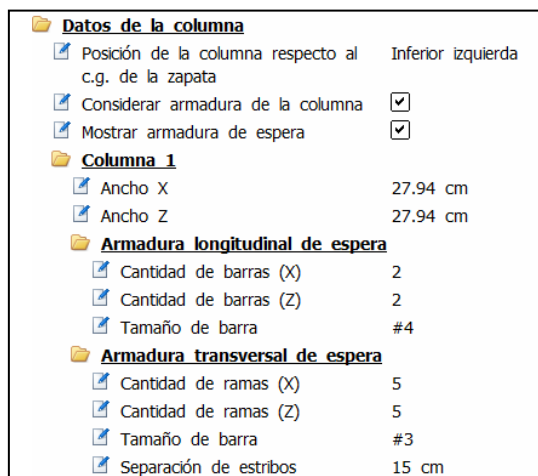 Datos de la columna
Posición de la columna respecto al Inferior izquierda
c.g. de la zapata
Considerar armadura de la columna
Mostrar armadura de espera
Columna 1
Ancho X 27.94 cm
Ancho Z 27.94 cm
Armadura longitudinal de espera
Cantidad de barras (X) 2
Cantidad de barras (Z) 2
Tamaño de barra #4
Armadura transversal de espera
Cantidad de ramas (X) 5
Cantidad de ramas (Z) 5
Tamaño de barra #3
Separación de estribos 15 cm